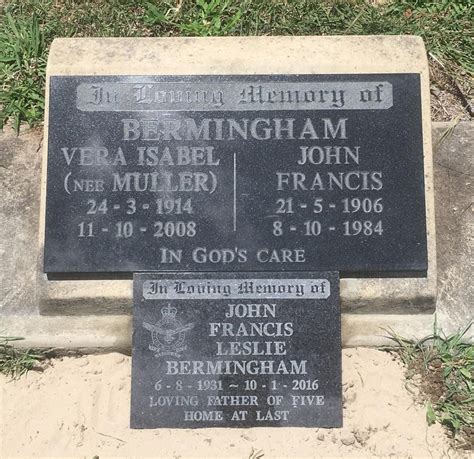 In Loving Memory of
BERMINGHAM
VERA ISABEL
(NEE MULLER)
24 - 3 - 1914
11 - 10 - 2008
JOHN
FRANCIS
21 - 5 - 1906
8 - 10 - 1984
IN GOD'S CARE
In Loving Memory of
JOHN
FRANCIS
LESLIE
BERMINGHAM
6 - 8 - 1931 ~ 10 - 1 - 2016
LOVING FATHER OF FIVE
HOME AT LAST